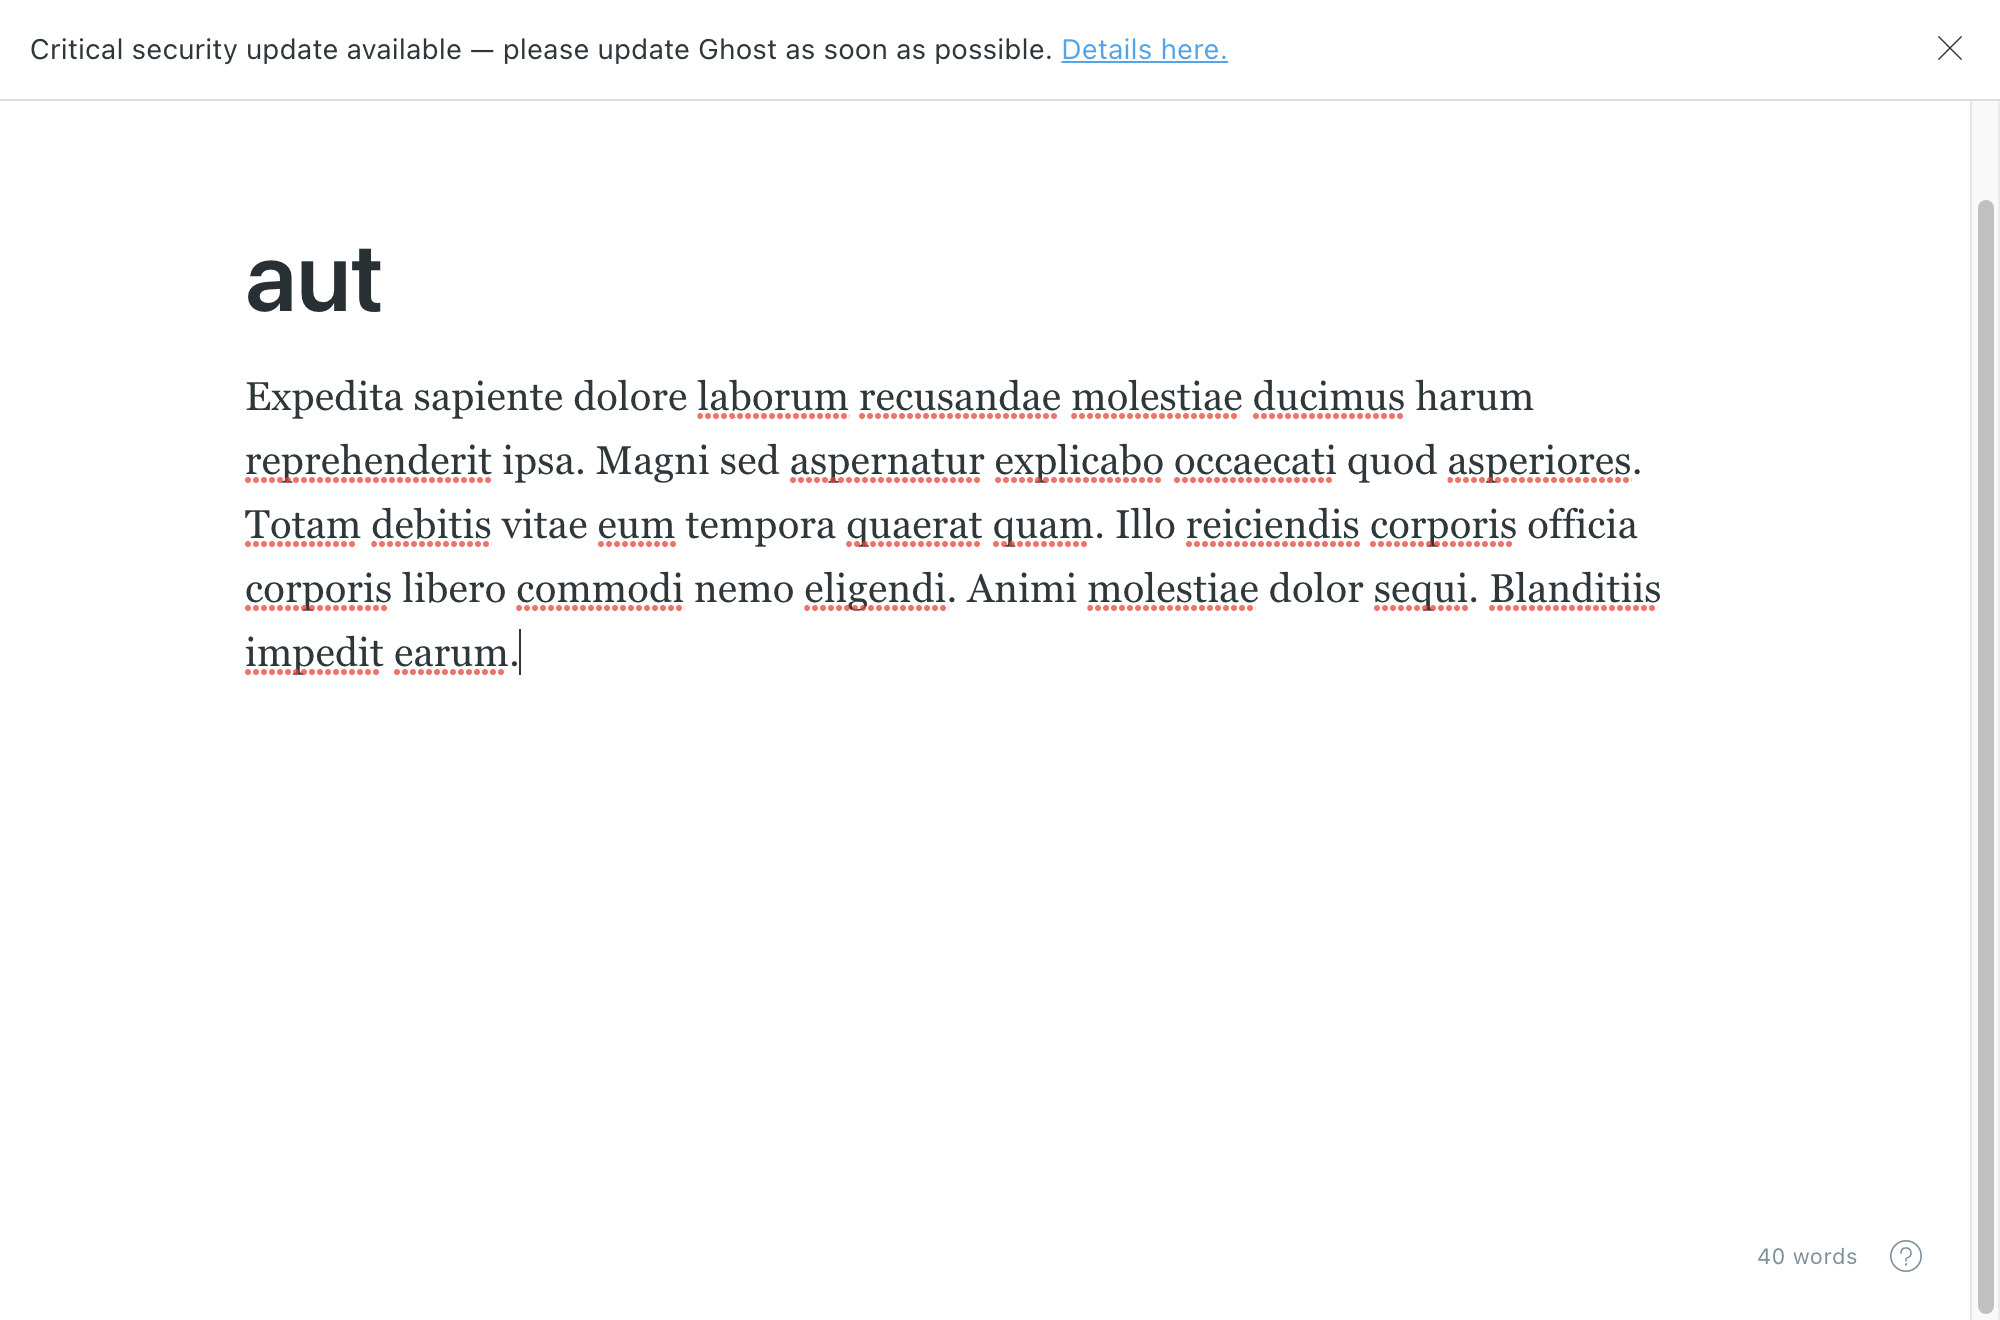 Critical security update available — please update Ghost as soon as possible. Details here.
aut
Expedita sapiente dolore laborum recusandae molestiae ducimus harum
reprehenderit ipsa. Magni sed aspernatur explicabo occaecati quod asperiores.
Totam debitis vitae eum tempora quaerat quam. Illo reiciendis corporis officia
corporis libero commodi nemo eligendi. Animi molestiae dolor sequi. Blanditiis
impedit earum.
40 words ?